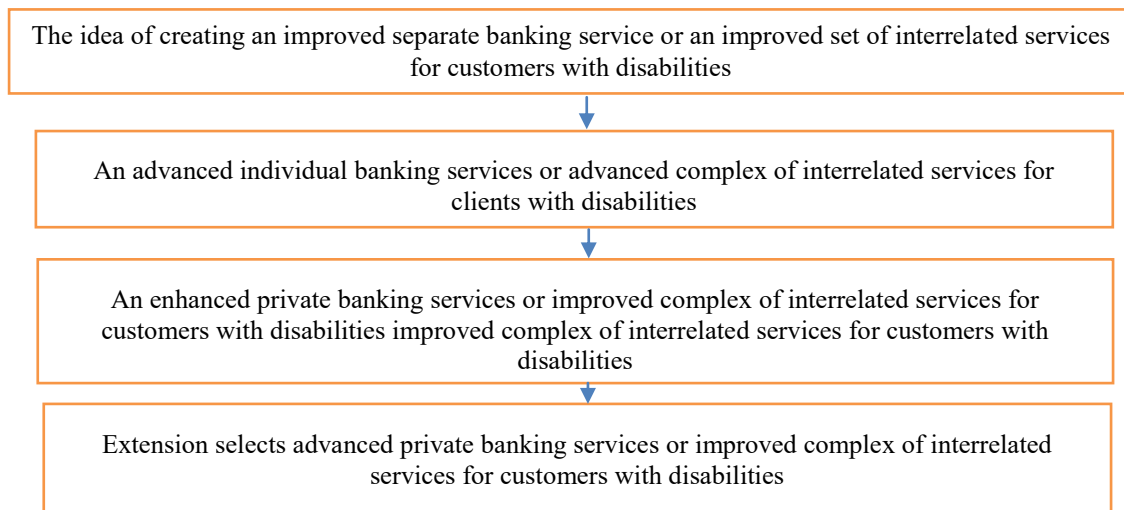 The idea of creating an improved separate banking service or an improved set of interrelated services
for customers with disabilities
An advanced individual banking services or advanced complex of interrelated services for
clients with disabilities
An enhanced private banking services or improved complex of interrelated services for
customers with disabilities improved complex of interrelated services for customers with
disabilities
Extension selects advanced private banking services or improved complex of interrelated
services for customers with disabilities